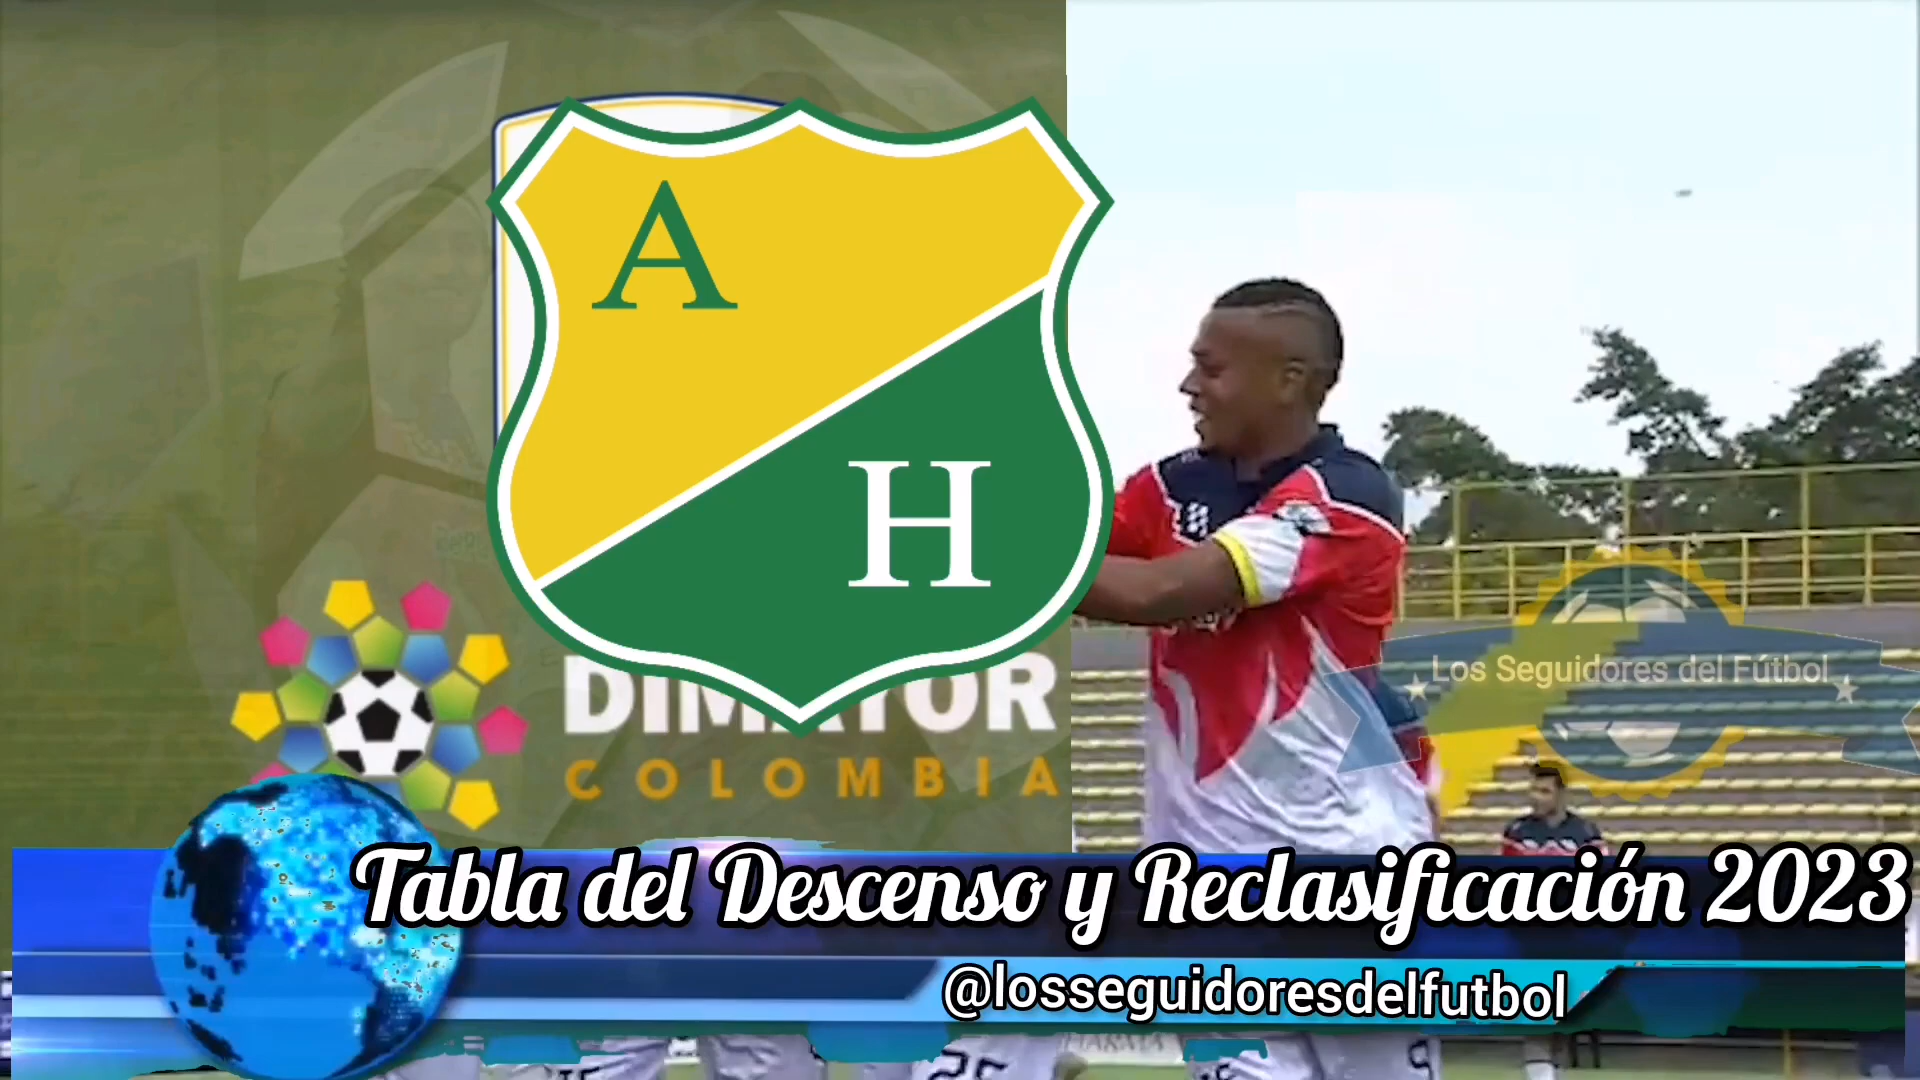 A
H
DIMAYOR
COLOMBIA
Los Seguidores del Fútbol
Tabla del Descenso y Reclasificación 2023
@losseguidoresdelfutbol